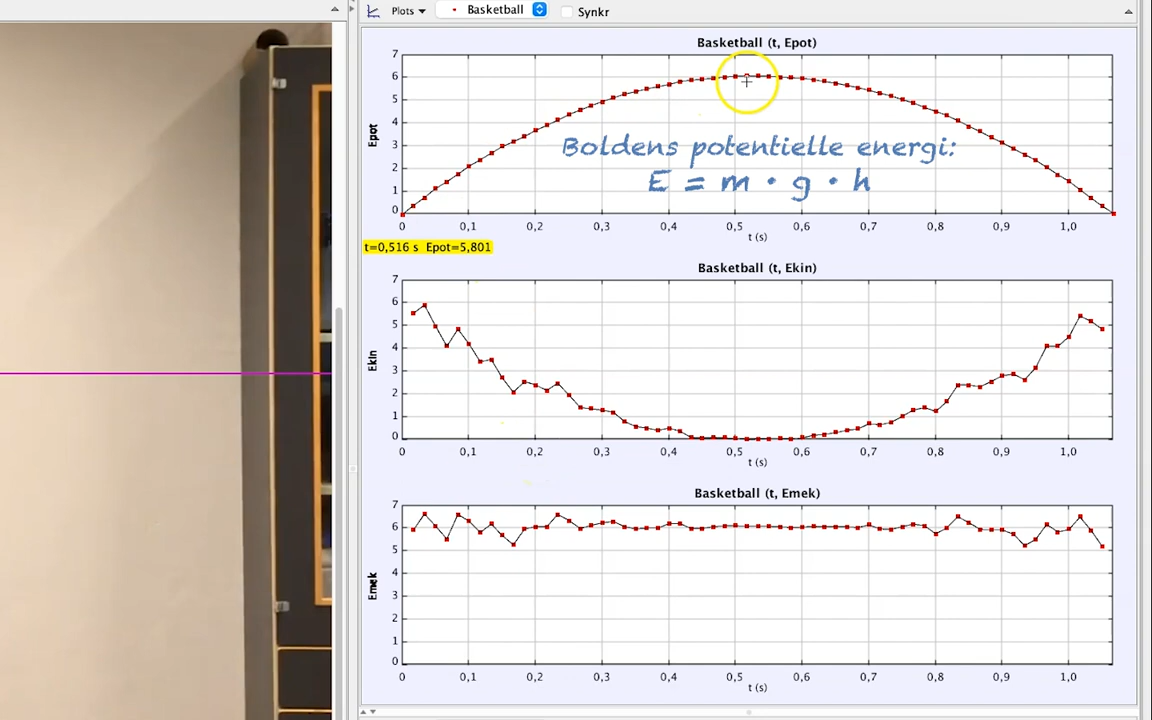 Plots Basketball Synkr
Basketball (t, Epot)
7
6
5
4
3
2
1
0
Epot
Boldens potentielle energi:
E = m · g · h
0 0,1 0,2 0,3 0,4 0,5 0,6 0,7 0,8 0,9 1,0
t (s)
t=0,516 s Epot=5,801
Basketball (t, Ekin)
7
6
5
4
3
2
1
0
Ekin
0 0,1 0,2 0,3 0,4 0,5 0,6 0,7 0,8 0,9 1,0
t (s)
Basketball (t, Emek)
7
6
5
4
3
2
1
0
Emek
0 0,1 0,2 0,3 0,4 0,5 0,6 0,7 0,8 0,9 1,0
t (s)